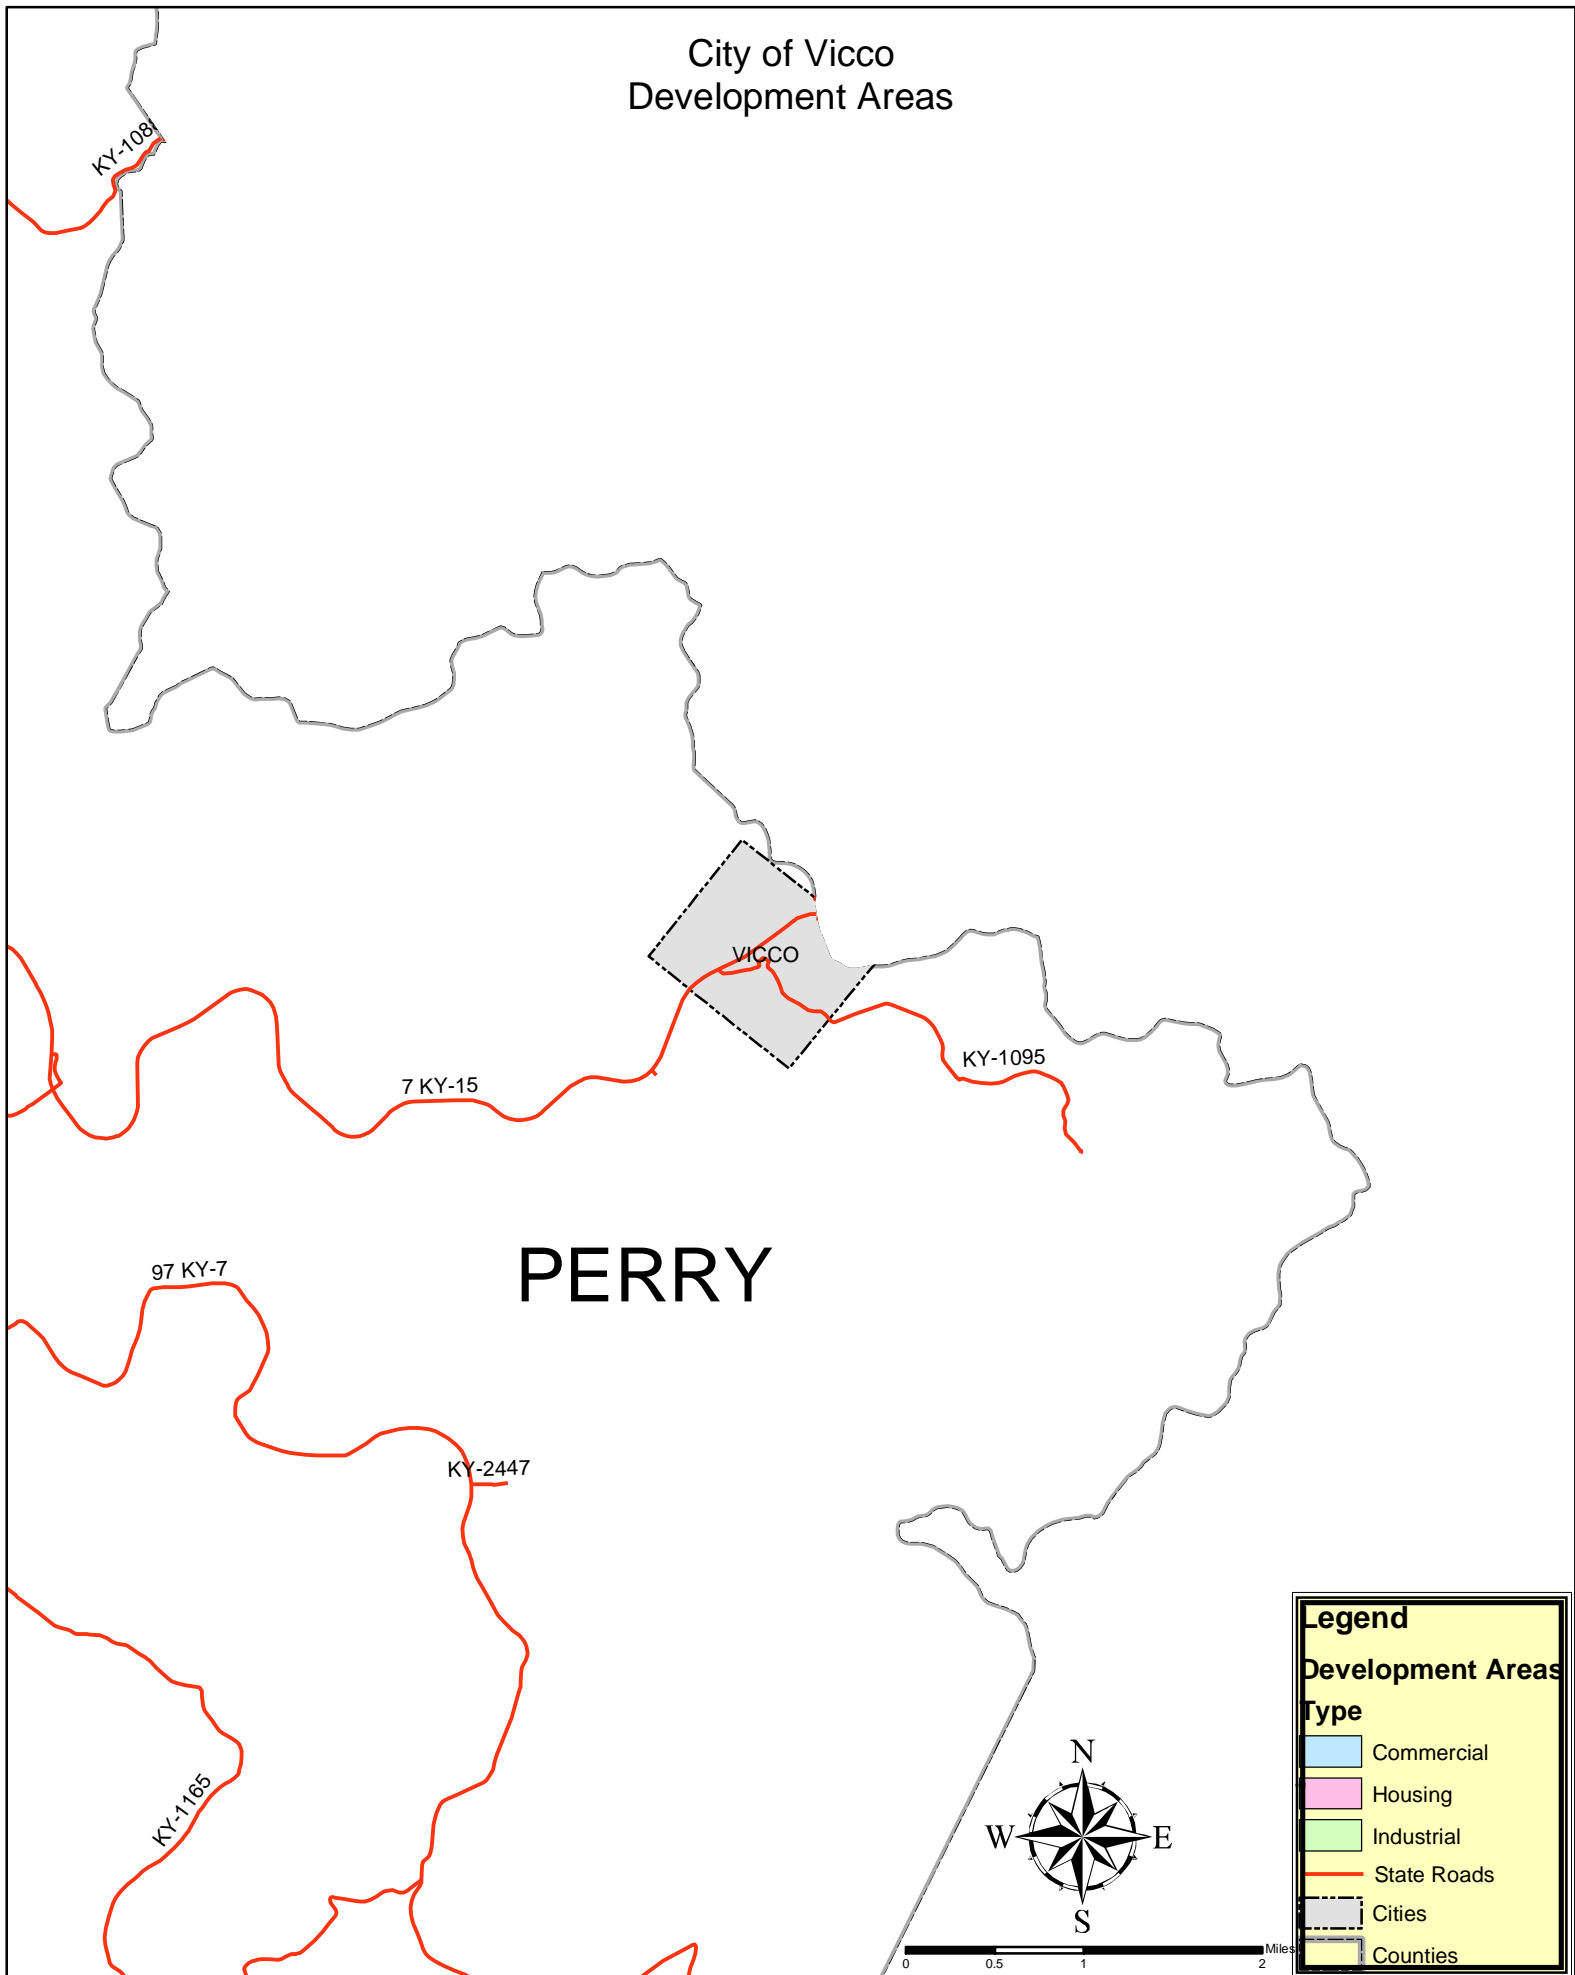 City of Vicco
Development Areas
KY-108
VICCO
KY-1095
7 KY-15
PERRY
97 KY-7
KY-2447
KY-1165
Legend
Development Areas
Type
Commercial
Housing
Industrial
State Roads
Cities
Counties
N
W E
S
Miles
0 0.5 1 2